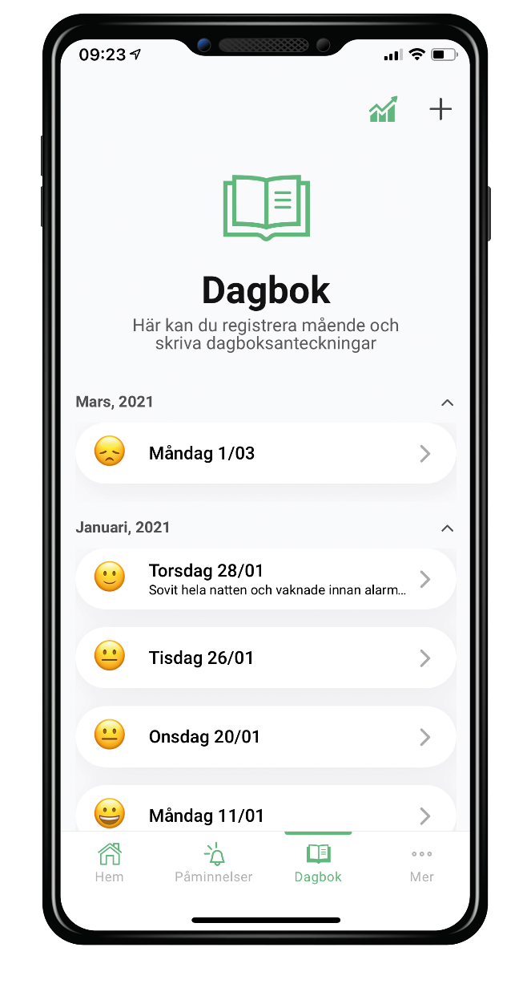 09:23
Dagbok
Här kan du registrera mående och
skriva dagboksanteckningar
Mars, 2021
Måndag 1/03
Januari, 2021
Torsdag 28/01
Sovit hela natten och vaknade innan alarm...
Tisdag 26/01
Onsdag 20/01
Måndag 11/01
Hem
Påminnelser
Dagbok
Mer